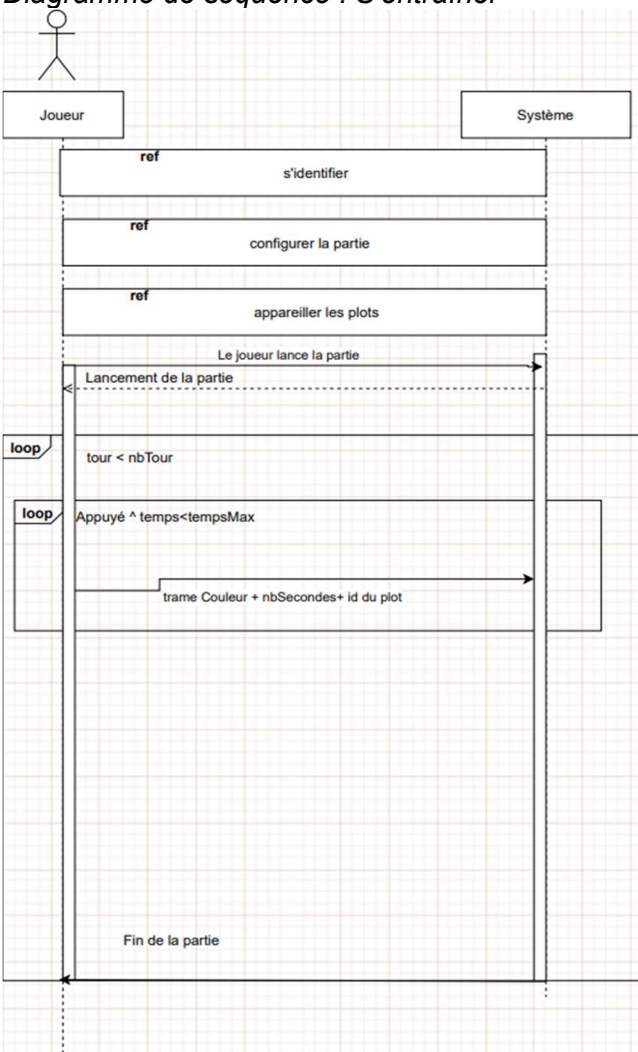 Diagramme de séquence : S'entraîner
Joueur
Système
ref
s'identifier
ref
configurer la partie
ref
appareiller les plots
Le joueur lance la partie
Lancement de la partie
loop
tour < nbTour
loop
Appuyé ^ temps<tempsMax
trame Couleur + nbSecondes+ id du plot
Fin de la partie